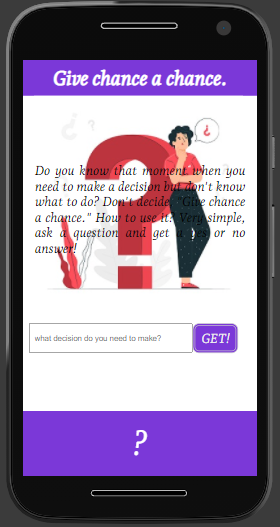 Give chance a chance.
Do you know that moment when you
need to make a decision but don't know
what to do? Don't decide, "Give chance
a chance." How to use it? Very simple,
ask a question and get a yes or no
answer!
what decision do you need to make?
GET!
?